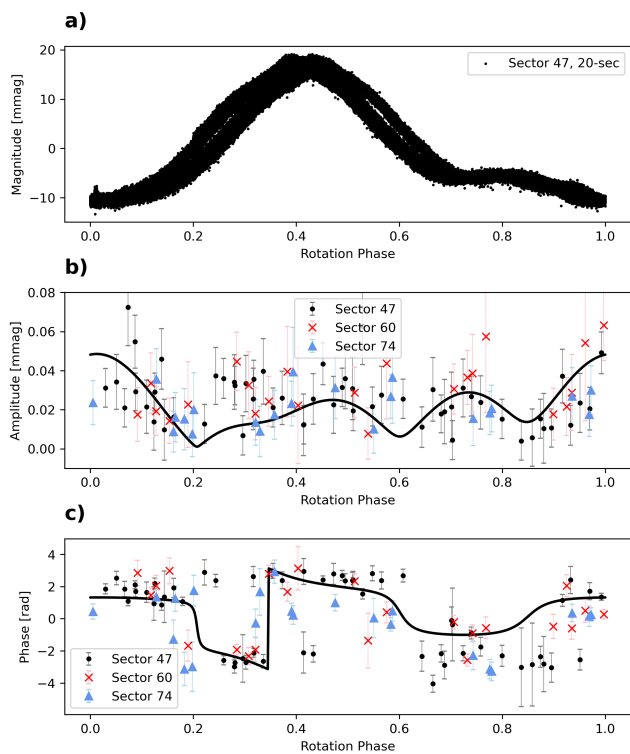 a)
20
10
0
−10
Magnitude [mmag]
Sector 47, 20-sec
0.0 0.2 0.4 0.6 0.8 1.0
Rotation Phase
b)
0.08
0.06
0.04
0.02
0.00
Amplitude [mmag]
Sector 47
Sector 60
Sector 74
0.0 0.2 0.4 0.6 0.8 1.0
Rotation Phase
c)
4
2
0
−2
−4
Phase [rad]
Sector 47
Sector 60
Sector 74
0.0 0.2 0.4 0.6 0.8 1.0
Rotation Phase